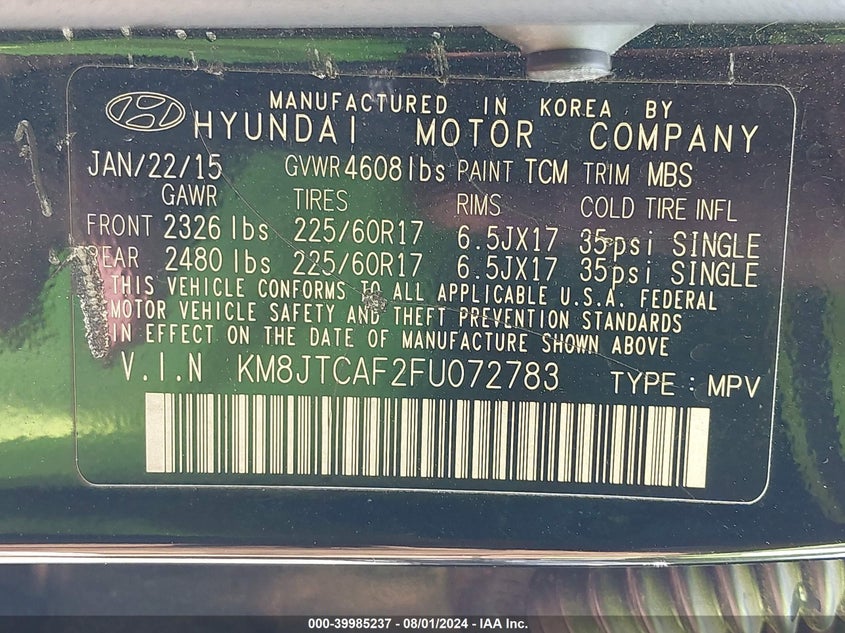 MANUFACTURED IN KOREA BY
HYUNDAI MOTOR COMPANY
JAN/22/15 GVWR 4608lbs PAINT TCM TRIM MBS
GAWR TIRES RIMS COLD TIRE INFL
FRONT 2326 lbs 225/60R17 6.5JX17 35psi SINGLE
REAR 2480 lbs 225/60R17 6.5JX17 35psi SINGLE
THIS VEHICLE CONFORMS TO ALL APPLICABLE U.S.A. FEDERAL
MOTOR VEHICLE SAFETY AND THEFT PREVENTION STANDARDS
IN EFFECT ON THE DATE OF MANUFACTURE SHOWN ABOVE
V.I.N KM8JTCAF2FU072783 TYPE : MPV
000-39985237 - 08/01/2024 - IAA Inc.